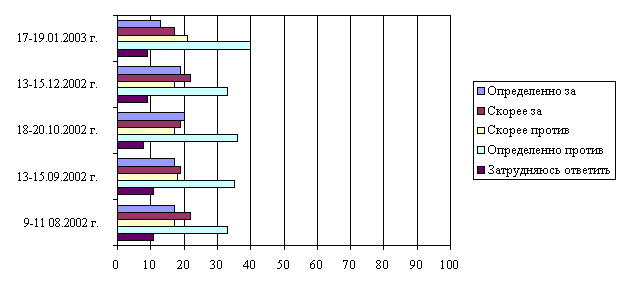 17-19.01.2003 г.
13-15.12.2002 г.
18-20.10.2002 г.
13-15.09.2002 г.
9-11 08.2002 г.
0 10 20 30 40 50 60 70 80 90 100
Определенно за
Скорее за
Скорее против
Определенно против
Затрудняюсь ответить